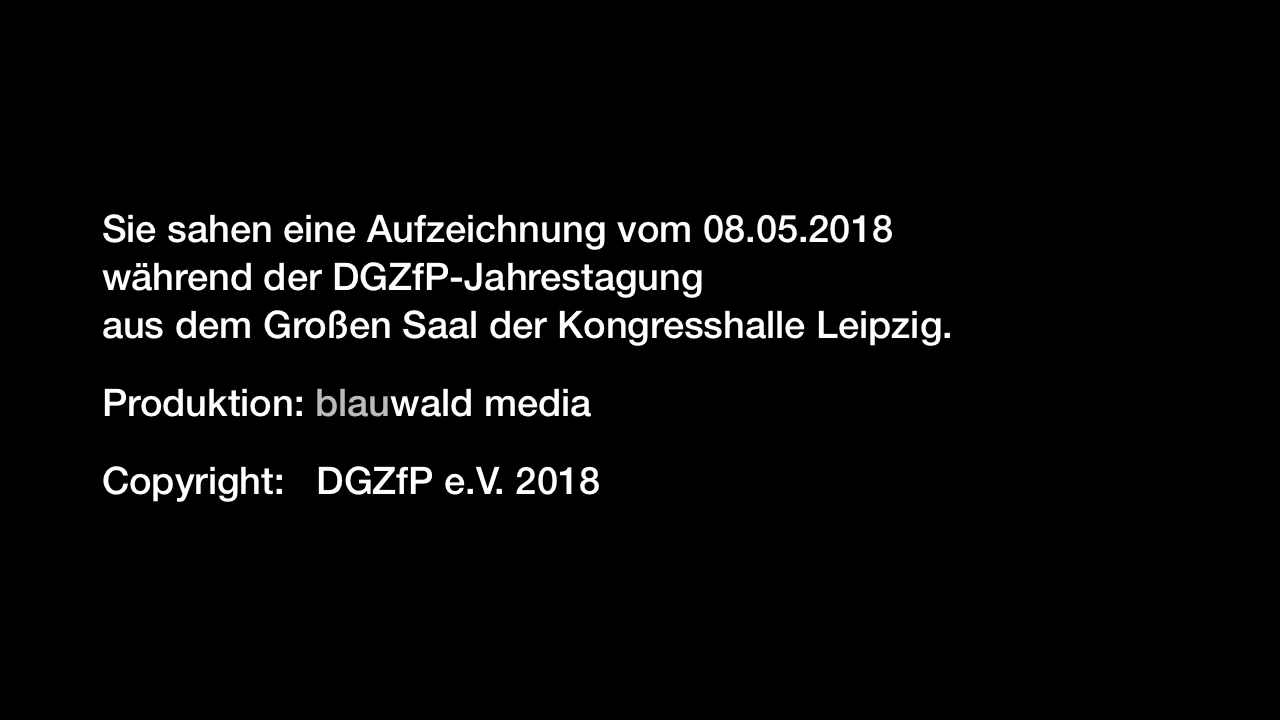 Sie sahen eine Aufzeichnung vom 08.05.2018
während der DGZfP-Jahrestagung
aus dem Großen Saal der Kongresshalle Leipzig.
Produktion: blauwald media
Copyright: DGZfP e.V. 2018